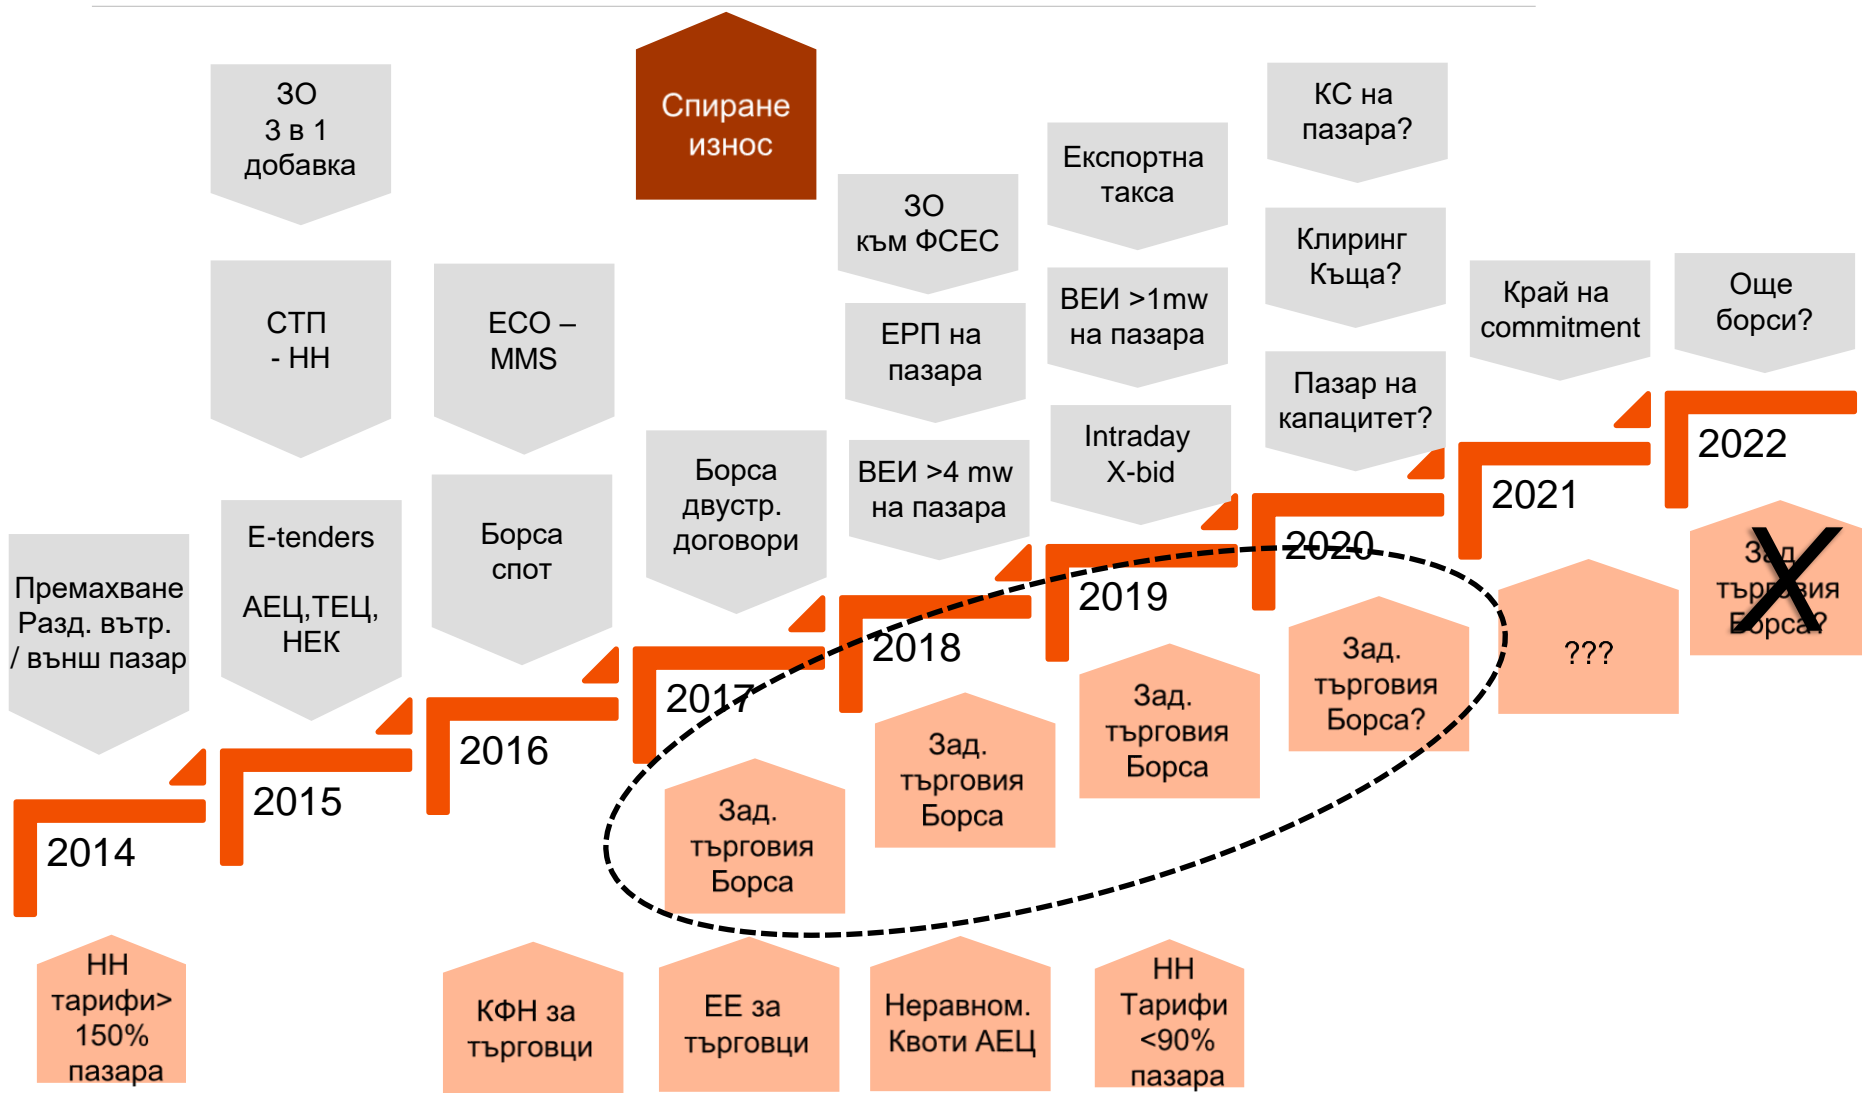 ЗО
3 в 1
добавка
Спиране
износ
КС на
пазара?
Експортна
такса
ЗО
към ФСЕС
Клиринг
Къща?
СТП
- НН
ЕСО –
MMS
ЕРП на
пазара
ВЕИ >1mw
на пазара
Край на
commitment
Още
борси?
Пазар на
капацитет?
Борса
двустр.
договори
ВЕИ >4 mw
на пазара
Intraday
X-bid
E-tenders
АЕЦ,ТЕЦ,
НЕК
Борса
спот
Премахване
Разд. вътр.
/ външ пазар
2014
2015
2016
2017
2018
2019
2020
2021
2022
Зад.
търговия
Борса
Зад.
търговия
Борса
Зад.
търговия
Борса
Зад.
търговия
Борса?
???
Зад.
търговия
Борса?
X
НН
тарифи>
150%
пазара
КФН за
търговци
ЕЕ за
търговци
Неравном.
Квоти АЕЦ
НН
Тарифи
<90%
пазара